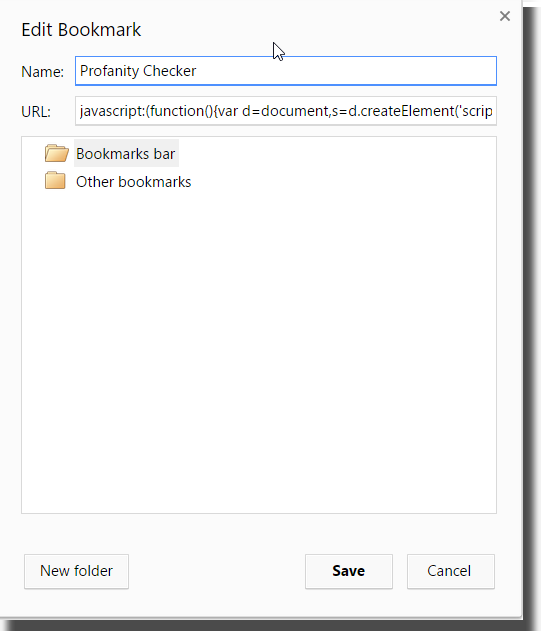 Edit Bookmark
Name: Profanity Checker
URL: javascript:(function(){var d=document,s=d.createElement('scrip
Bookmarks bar
Other bookmarks
New folder Save Cancel